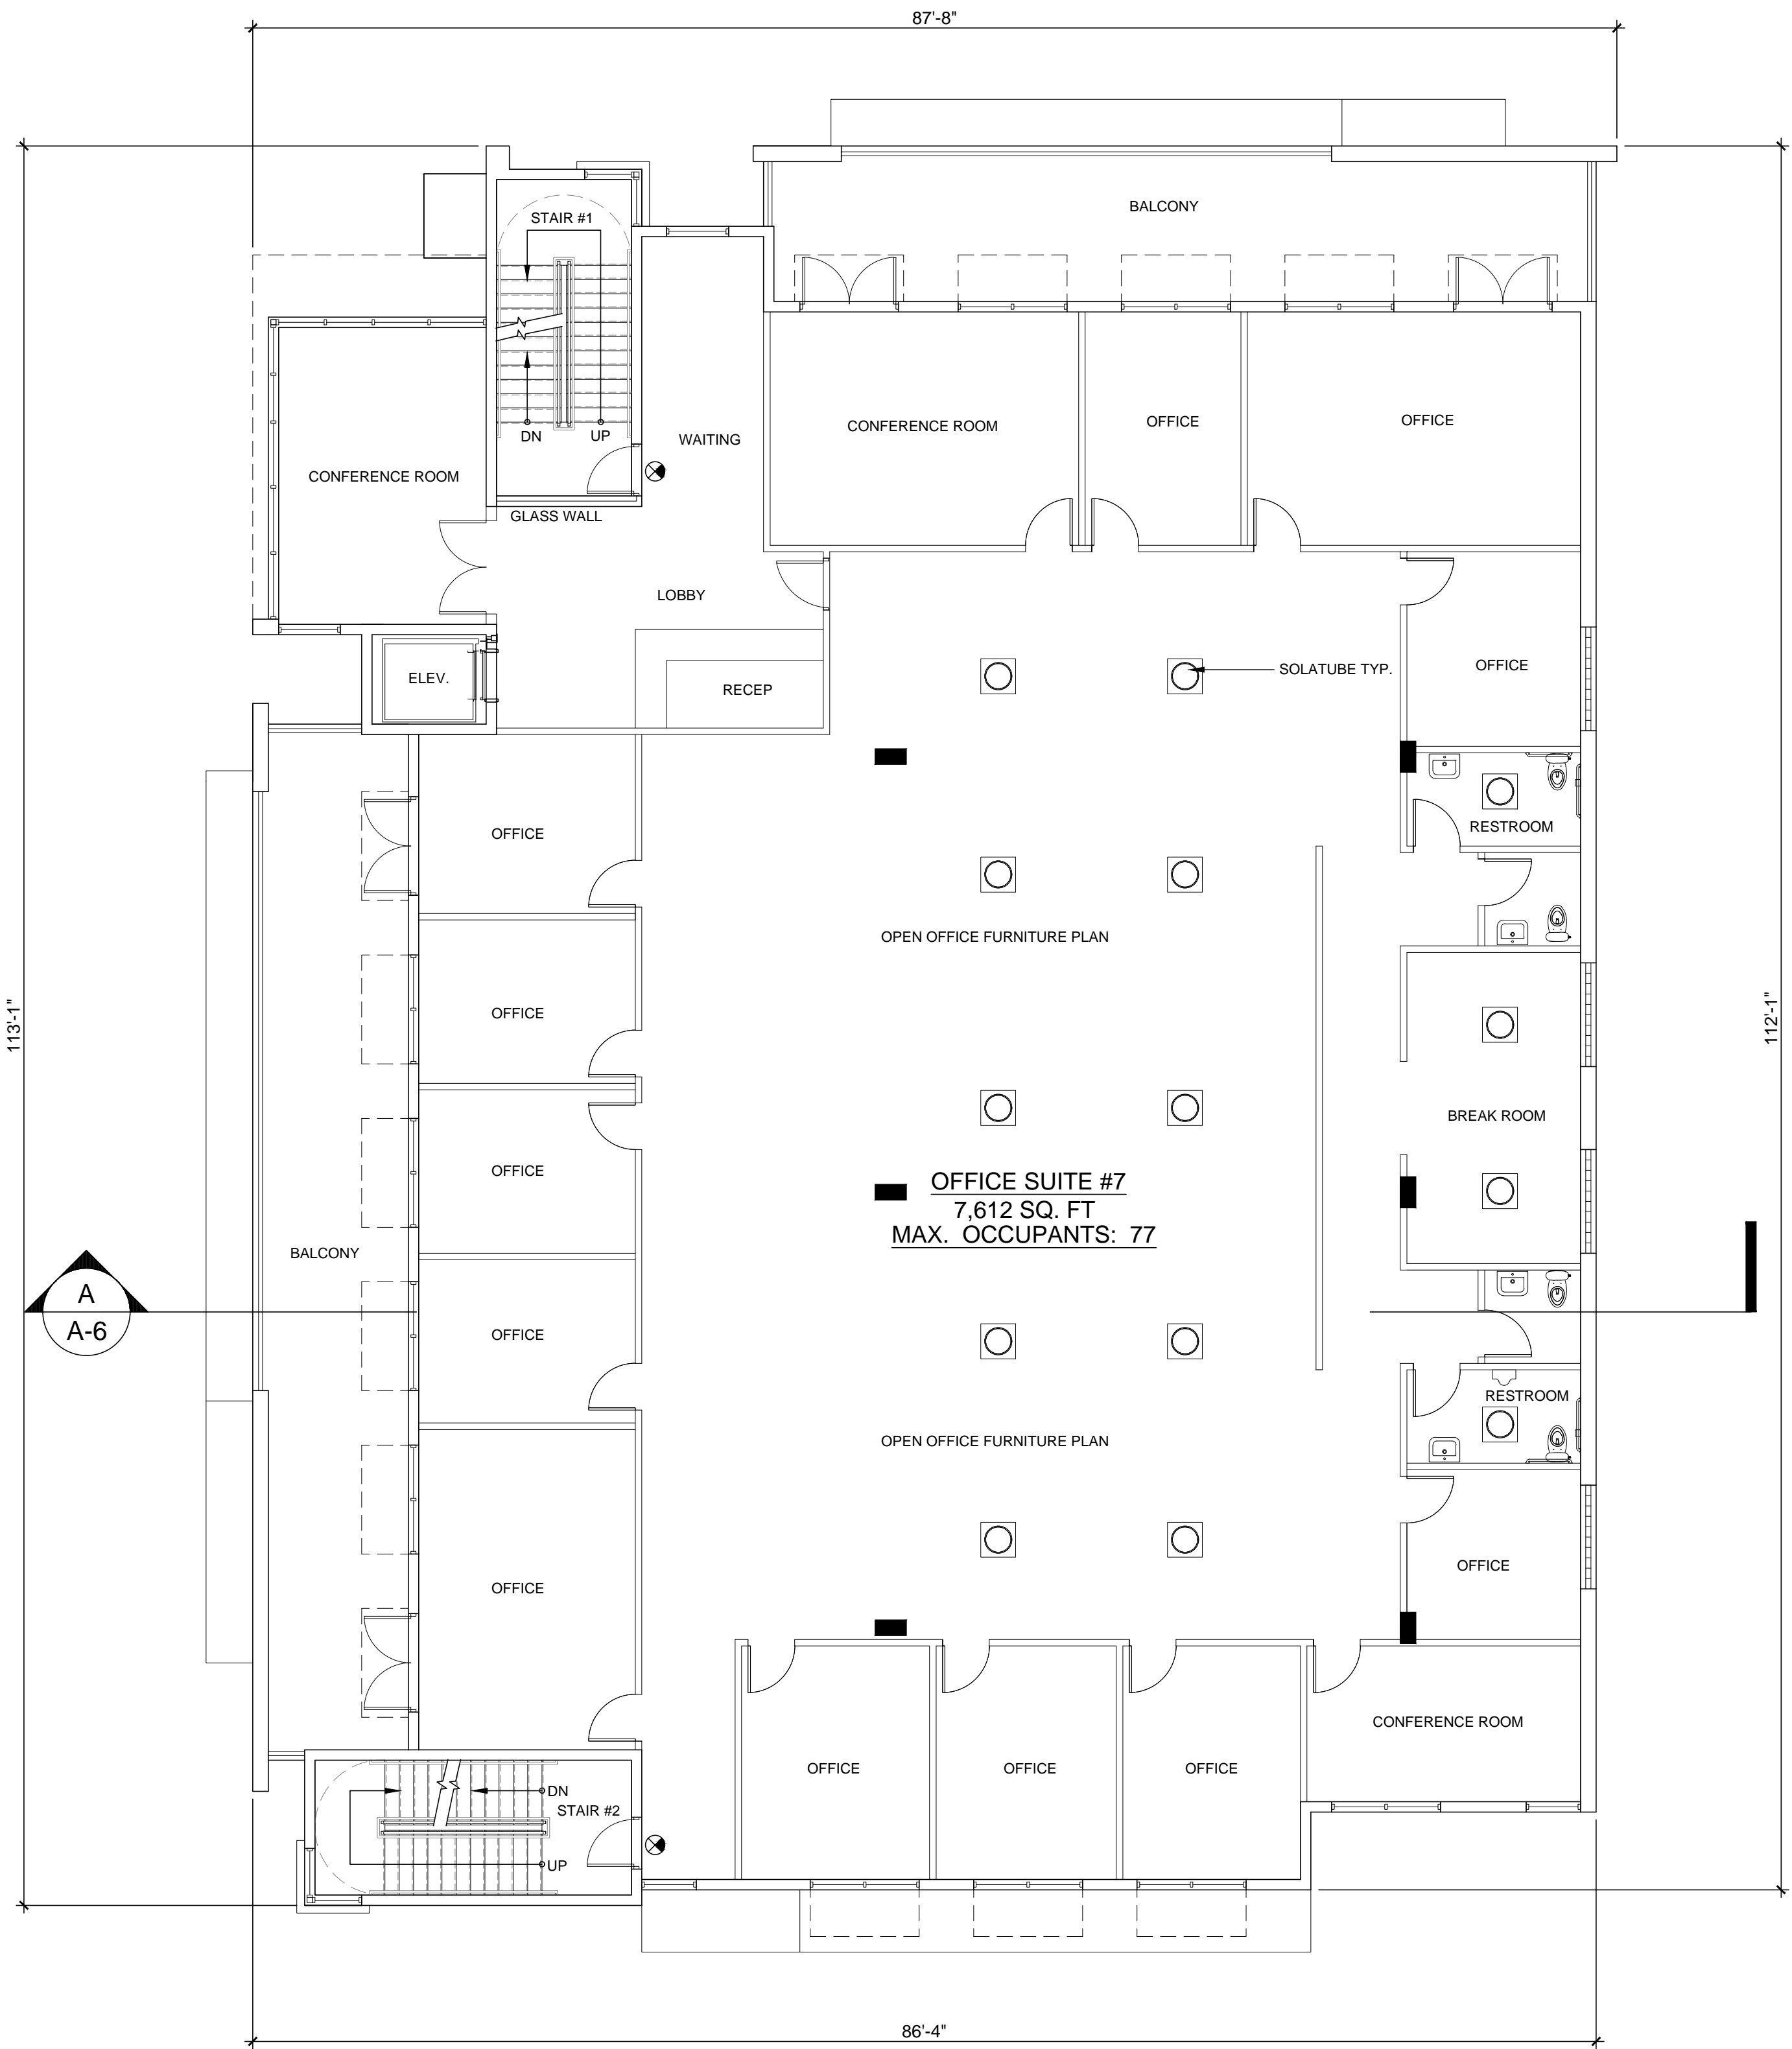 87'-8"
BALCONY
STAIR #1
DN
UP
WAITING
CONFERENCE ROOM
OFFICE
OFFICE
CONFERENCE ROOM
GLASS WALL
LOBBY
ELEV.
RECEP
SOLATUBE TYP.
OFFICE
RESTROOM
OFFICE
OPEN OFFICE FURNITURE PLAN
OFFICE
113'-1"
112'-1"
BREAK ROOM
OFFICE
OFFICE SUITE #7
7,612 SQ. FT
MAX. OCCUPANTS: 77
BALCONY
A
A-6
OFFICE
RESTROOM
OPEN OFFICE FURNITURE PLAN
OFFICE
OFFICE
CONFERENCE ROOM
OFFICE
OFFICE
OFFICE
DN
STAIR #2
UP
86'-4"